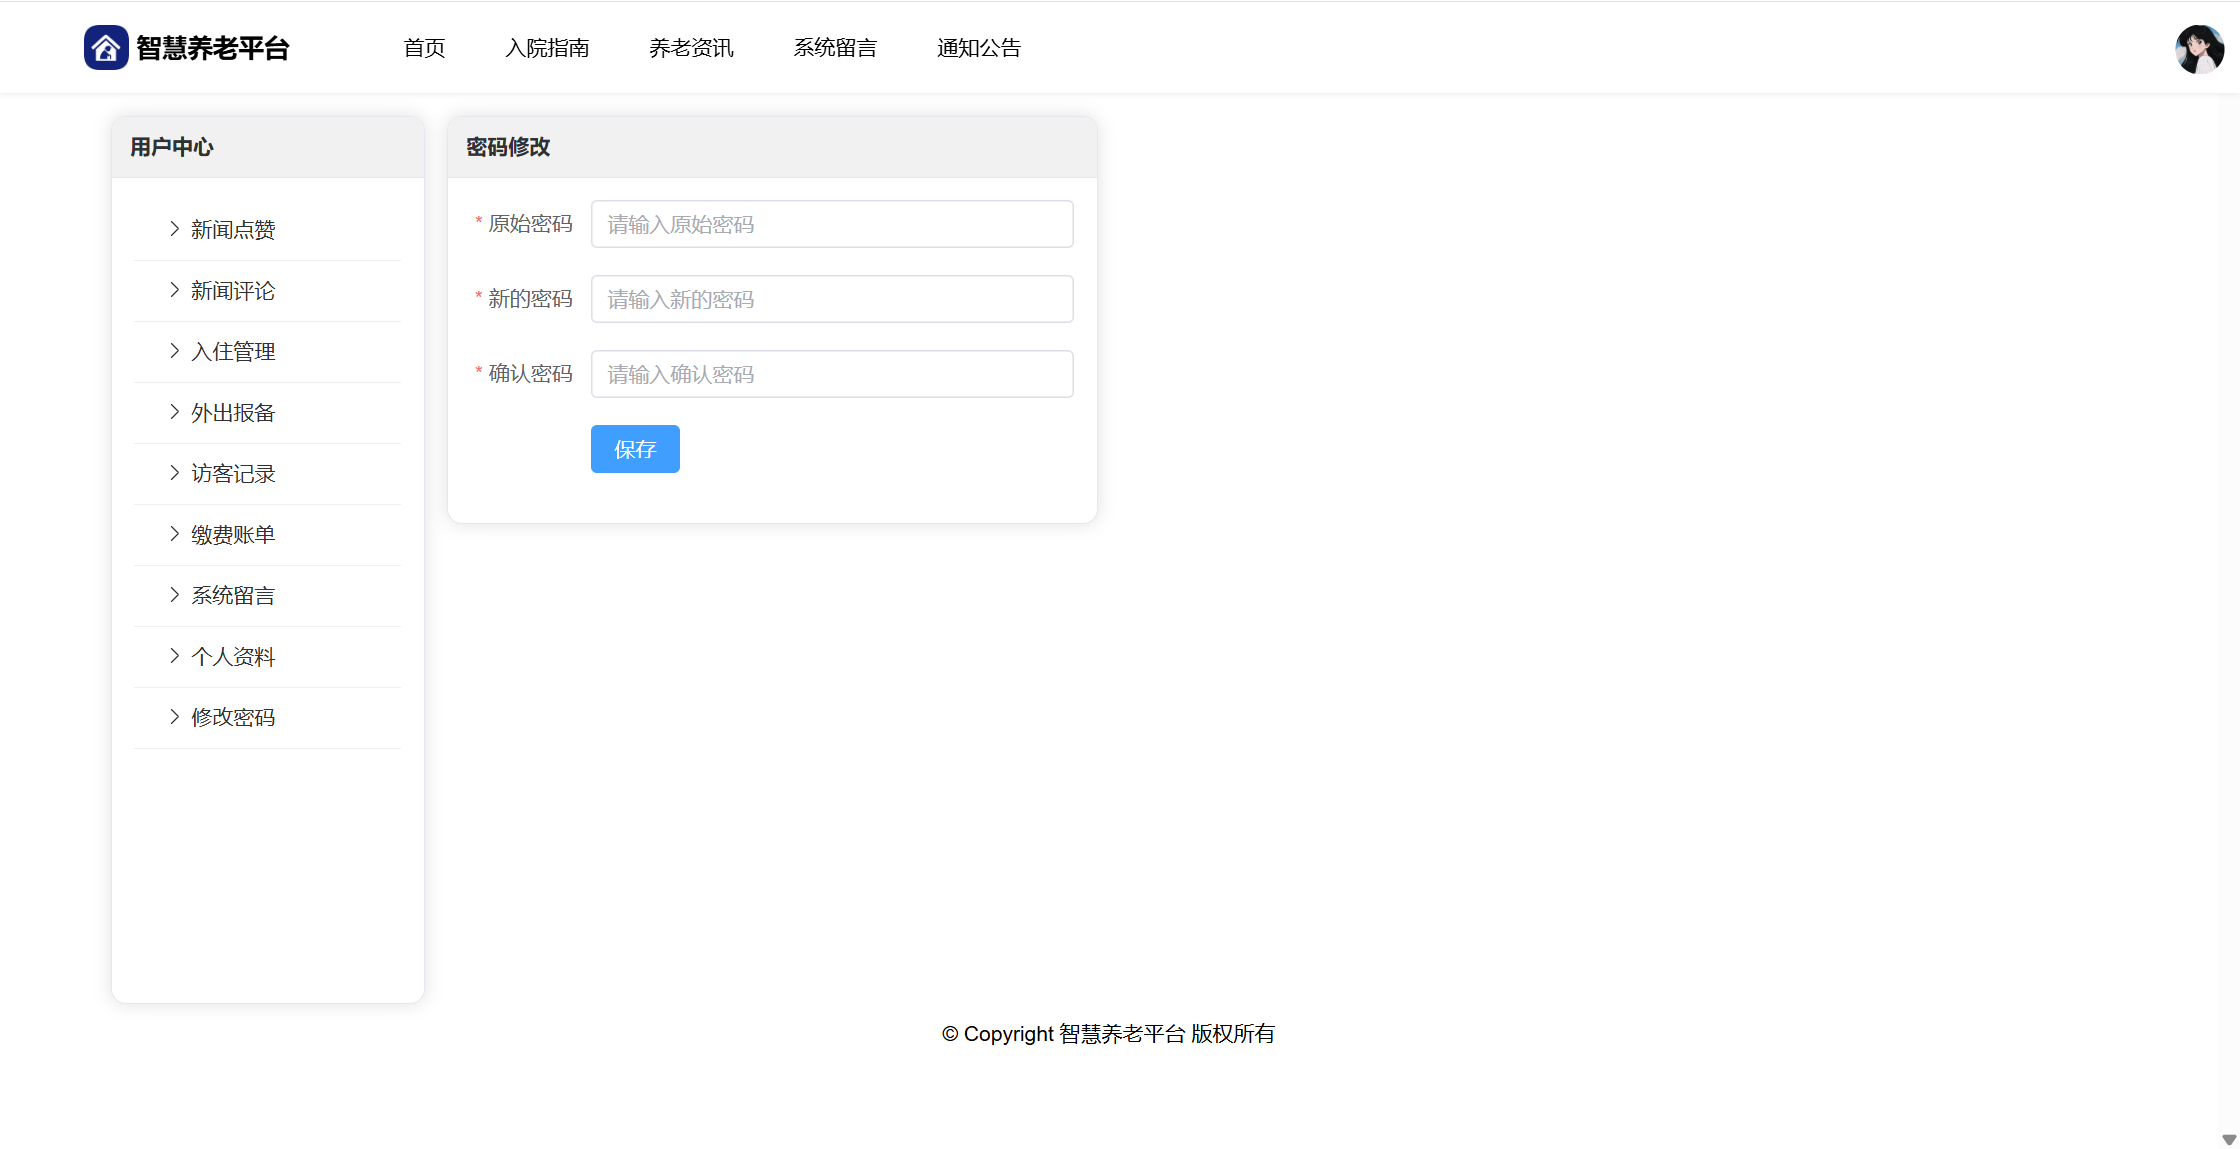 智慧养老平台
首页 入院指南 养老资讯 系统留言 通知公告
用户中心
新闻点赞
新闻评论
入住管理
外出报备
访客记录
缴费账单
系统留言
个人资料
修改密码
密码修改
* 原始密码 请输入原始密码
* 新的密码 请输入新的密码
* 确认密码 请输入确认密码
保存
© Copyright 智慧养老平台 版权所有